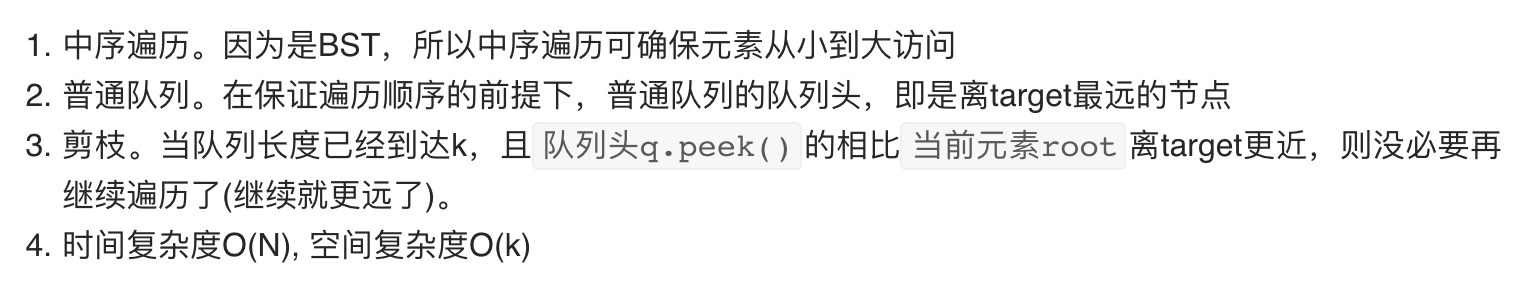 1. 中序遍历。因为是BST，所以中序遍历可确保元素从小到大访问
2. 普通队列。在保证遍历顺序的前提下，普通队列的队列头，即是离target最远的节点
3. 剪枝。当队列长度已经到达k，且 队列头q.peek() 的相比 当前元素root 离target更近，则没必要再
继续遍历了(继续就更远了)。
4. 时间复杂度O(N), 空间复杂度O(k)